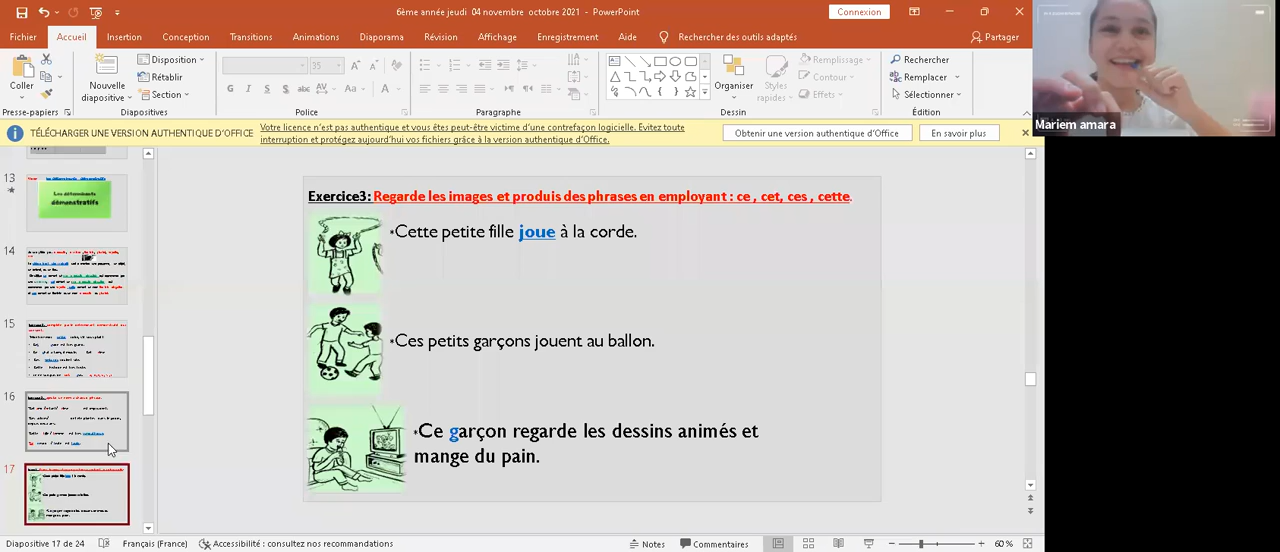 6ème année jeudi 04 novembre octobre 2021 - PowerPoint
Connexion
Fichier Accueil Insertion Conception Transitions Animations Diaporama Révision Affichage Enregistrement Aide Rechercher des outils adaptés Partager
Coller
Nouvelle diapositive
Disposition
Rétablir
Section
35
G I S
Organiser
Styles rapides
Remplissage
Contour
Effets
Rechercher
Remplacer
Sélectionner
Presse-papiers Diapositives Police Paragraphe Dessin Édition
TÉLÉCHARGER UNE VERSION AUTHENTIQUE D'OFFICE
Votre licence n'est pas authentique et vous êtes peut-être victime d'une contrefaçon logicielle. Evitez toute
interruption et protégez aujourd'hui vos fichiers grâce à la version authentique d'Office.
Obtenir une version authentique d'Office
En savoir plus
Mariem amara
13
Les déterminants
démonstratifs
14
15
16
17
Exercice3: Regarde les images et produis des phrases en employant : ce , cet, ces , cette.
Cette petite fille joue à la corde.
Ces petits garçons jouent au ballon.
Ce garçon regarde les dessins animés et
mange du pain.
Diapositive 17 de 24 Français (France) Accessibilité : consultez nos recommandations Notes Commentaires 60 %